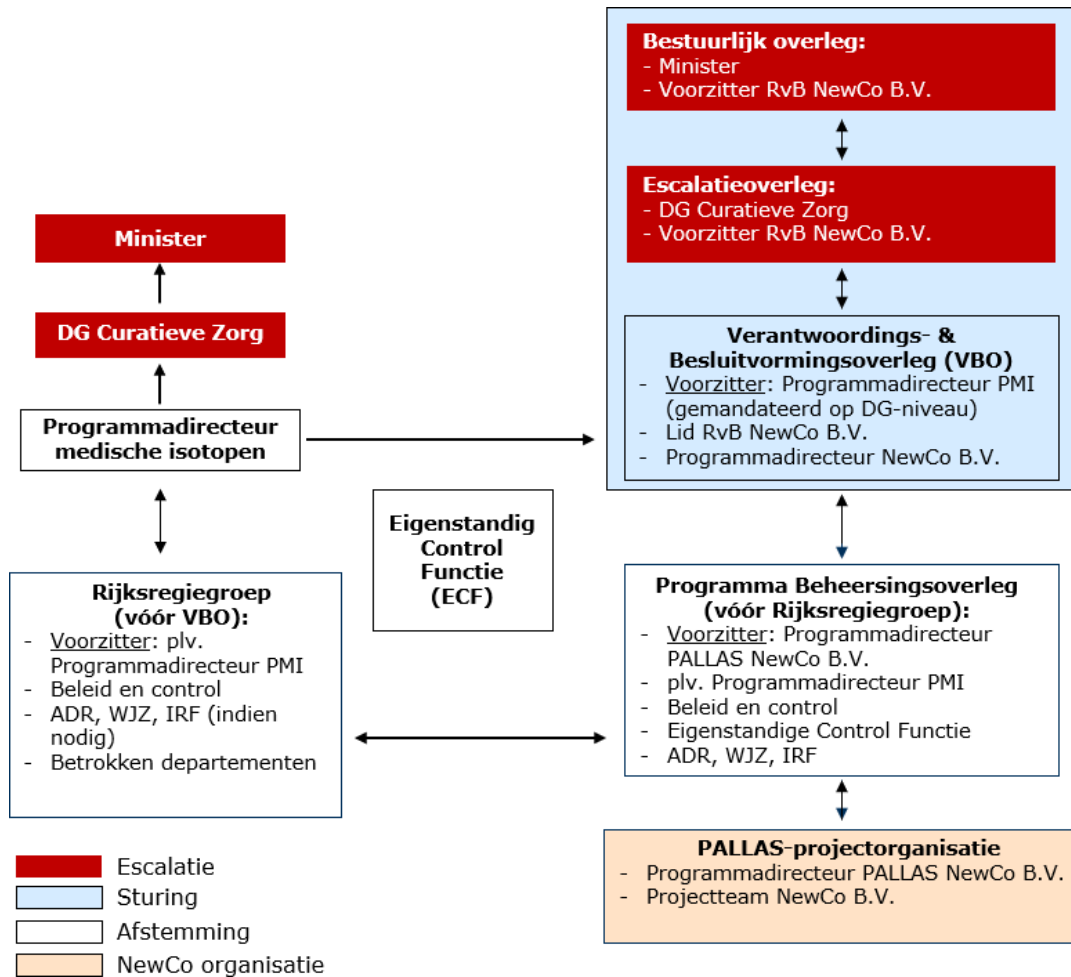 Bestuurlijk overleg:
- Minister
- Voorzitter RvB NewCo B.V.
Escalatieoverleg:
- DG Curatieve Zorg
- Voorzitter RvB NewCo B.V.
Minister
DG Curatieve Zorg
Programmadirecteur
medische isotopen
Verantwoordings- &
Besluitvormingsoverleg (VBO)
- Voorzitter: Programmadirecteur PMI
(gemandateerd op DG-niveau)
- Lid RvB NewCo B.V.
- Programmadirecteur NewCo B.V.
Eigenstandig
Control
Functie
(ECF)
Rijksregiegroep
(vóór VBO):
- Voorzitter: plv.
Programmadirecteur PMI
- Beleid en control
- ADR, WJZ, IRF (indien
nodig)
- Betrokken departementen
Programma Beheersingsoverleg
(vóór Rijksregiegroep):
- Voorzitter: Programmadirecteur
PALLAS NewCo B.V.
- plv. Programmadirecteur PMI
- Beleid en control
- Eigenstandige Control Functie
- ADR, WJZ, IRF
PALLAS-projectorganisatie
- Programmadirecteur PALLAS NewCo B.V.
- Projectteam NewCo B.V.
Escalatie
Sturing
Afstemming
NewCo organisatie